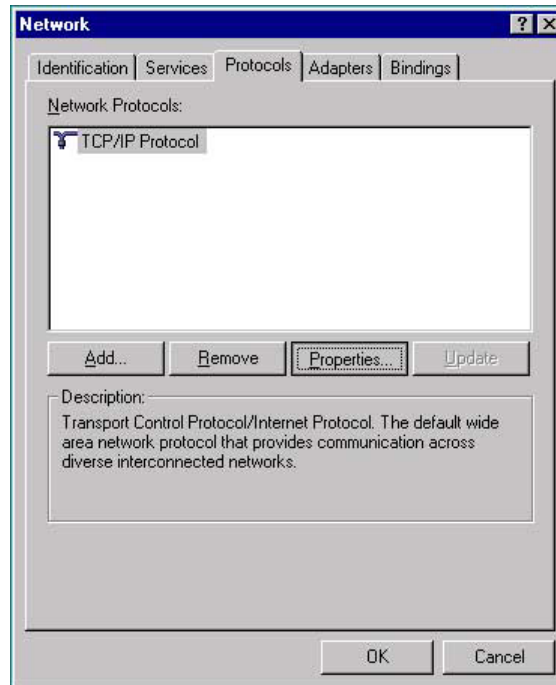 Network
Identification Services Protocols Adapters Bindings
Network Protocols:
TCP/IP Protocol
Add... Remove Properties... Update
Description:
Transport Control Protocol/Internet Protocol. The default wide
area network protocol that provides communication across
diverse interconnected networks.
OK Cancel